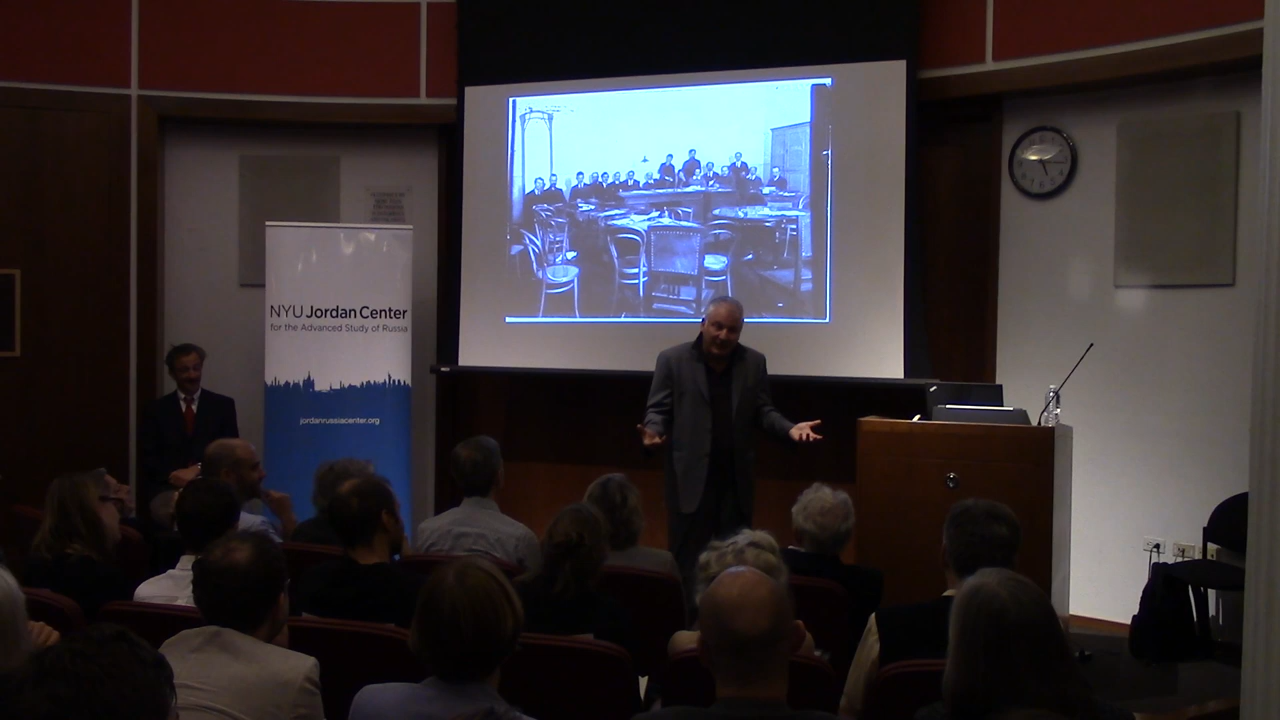 NYU Jordan Center
for the Advanced Study of Russia
jordanrussiacenter.org